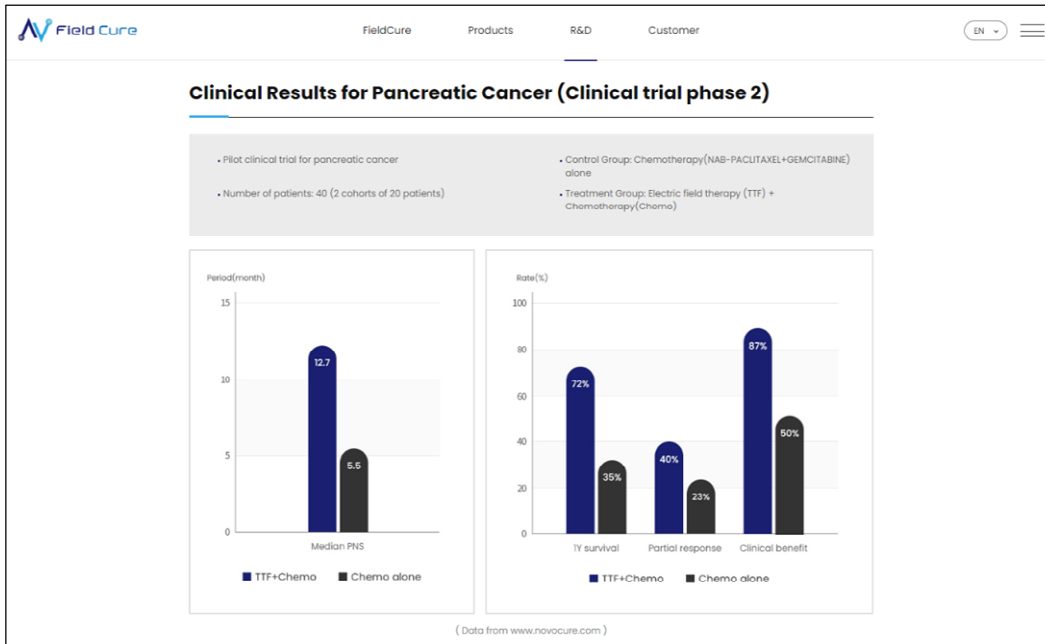 Field Cure
FieldCure
Products
R&D
Customer
EN
Clinical Results for Pancreatic Cancer (Clinical trial phase 2)
• Pilot clinical trial for pancreatic cancer
• Number of patients: 40 (2 cohorts of 20 patients)
• Control Group: Chemotherapy(NAB-PACLITAXEL+GEMCITABINE)
alone
• Treatment Group: Electric field therapy (TTF) +
Chemotherapy(Chemo)
Period(month)
15
10
5
0
12.7
5.5
Median PNS
TTF+Chemo
Chemo alone
Rate(%)
100
80
60
40
20
0
72%
35%
40%
23%
87%
50%
1Y survival
Partial response
Clinical benefit
TTF+Chemo
Chemo alone
( Data from www.novocure.com )